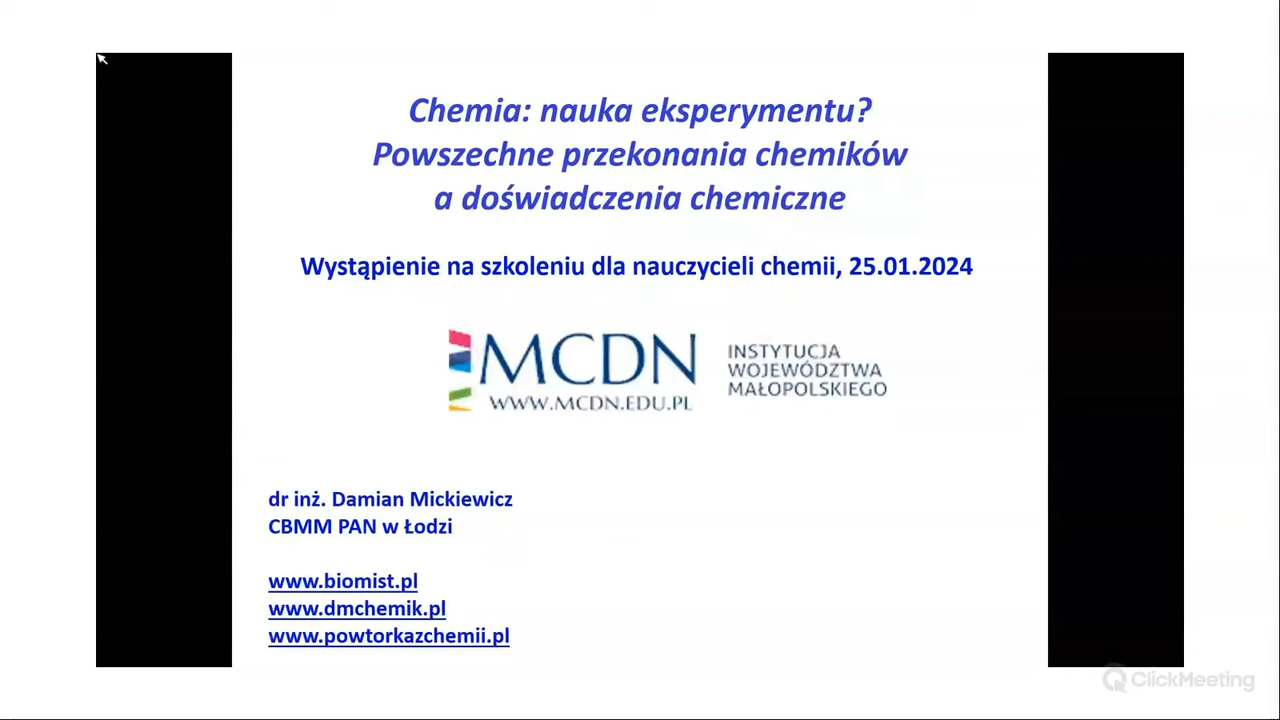 Chemia: nauka eksperymentu?
Powszechne przekonania chemików
a doświadczenia chemiczne
Wystąpienie na szkoleniu dla nauczycieli chemii, 25.01.2024
MCDN
WWW.MCDN.EDU.PL
INSTYTUCJA
WOJEWÓDZTWA
MAŁOPOLSKIEGO
dr inż. Damian Mickiewicz
CBMM PAN w Łodzi
www.biomist.pl
www.dmchemik.pl
www.powtorkazchemii.pl
ClickMeeting